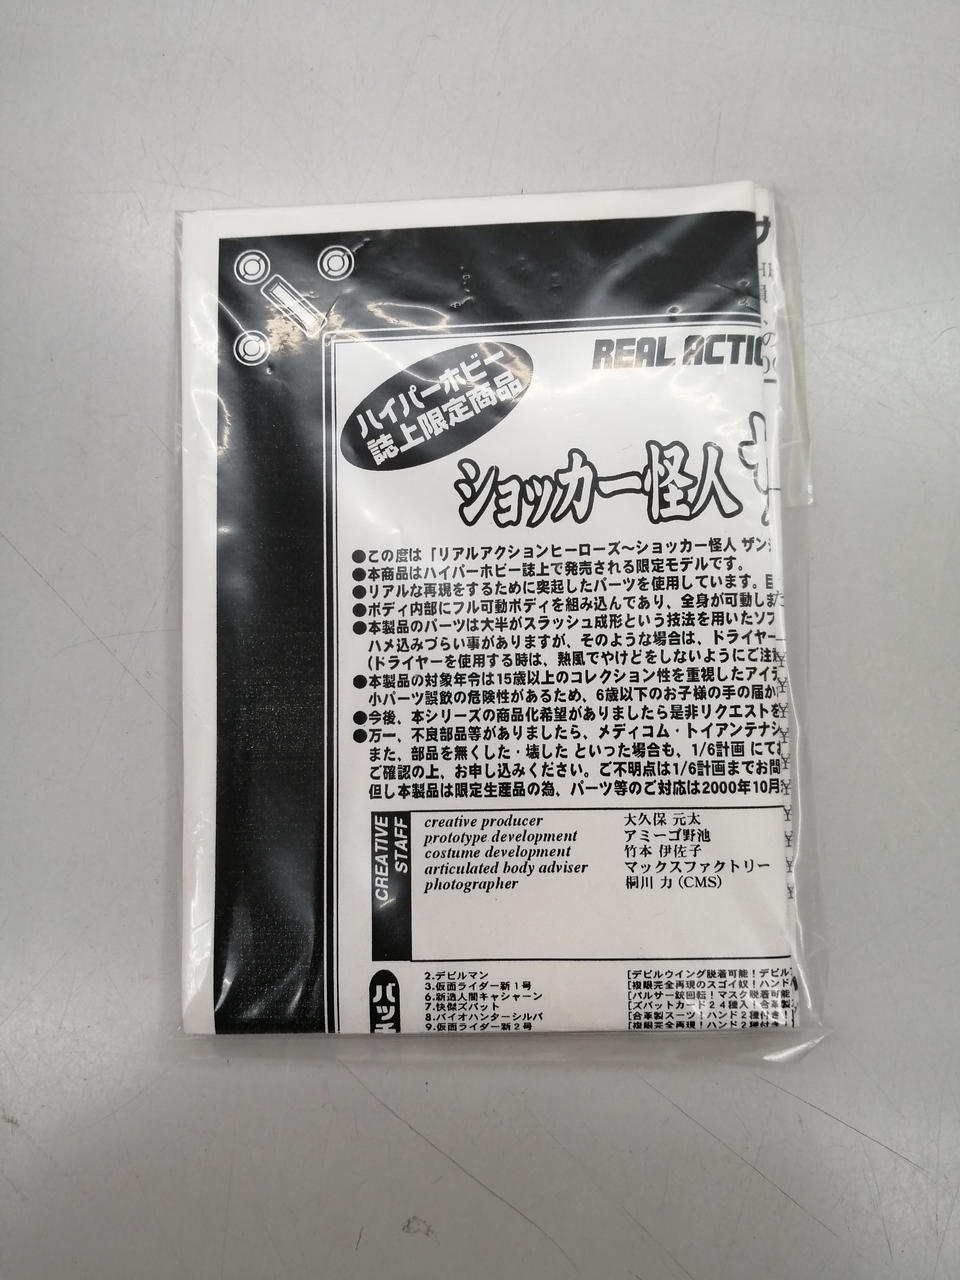 ハイパーホビー
誌上限定商品
REAL ACTIO
ショッカー怪人
●この度は「リアルアクションヒーローズ～ショッカー怪人 ザンジ
●本商品はハイパーホビー誌上で発売される限定モデルです。
●リアルな再現をするために突起したパーツを使用しています。目
●ボディ内部にフル可動ボディを組み込んであり、全身が可動しま
●本製品のパーツは大半がスラッシュ成形という技法を用いたソフ
ハメ込みづらい事がありますが、そのような場合は、ドライヤー
(ドライヤーを使用する時は、熱風でやけどをしないようにご注
●本製品の対象年令は15歳以上のコレクション性を重視したアイテ
小パーツ誤飲の危険性があるため、6歳以下のお子様の手の届か
●今後、本シリーズの商品化希望がありましたら是非リクエストを
●万一、不良部品等がありましたら、メディコム・トイアンテナシ
また、部品を無くした・壊した といった場合も、1/6計画 にて
ご確認の上、お申し込みください。ご不明点は1/6計画までお問
但し本製品は限定生産品の為、パーツ等のご対応は2000年10月
CREATIVE
STAFF
creative producer 大久保 元太
prototype development アミーゴ野池
costume development 竹本 伊佐子
articulated body adviser マックスファクトリー
photographer 桐川 力（CMS）
バッ
2.デビルマン [デビルウイング脱着可能！デビル
3.仮面ライダー新1号 [複眼完全再現のスゴイ奴！ハンド
6.新造人間キャシャーン [パルサー銃回転！マスク脱着可能
7.快傑ズバット [ズバットカード24種入！合革製
8.バイオハンターシルバ [合革製スーツ！ハンド2種付き！
9.仮面ライダー新2号 [複眼完全再現！ハンド2種付き！